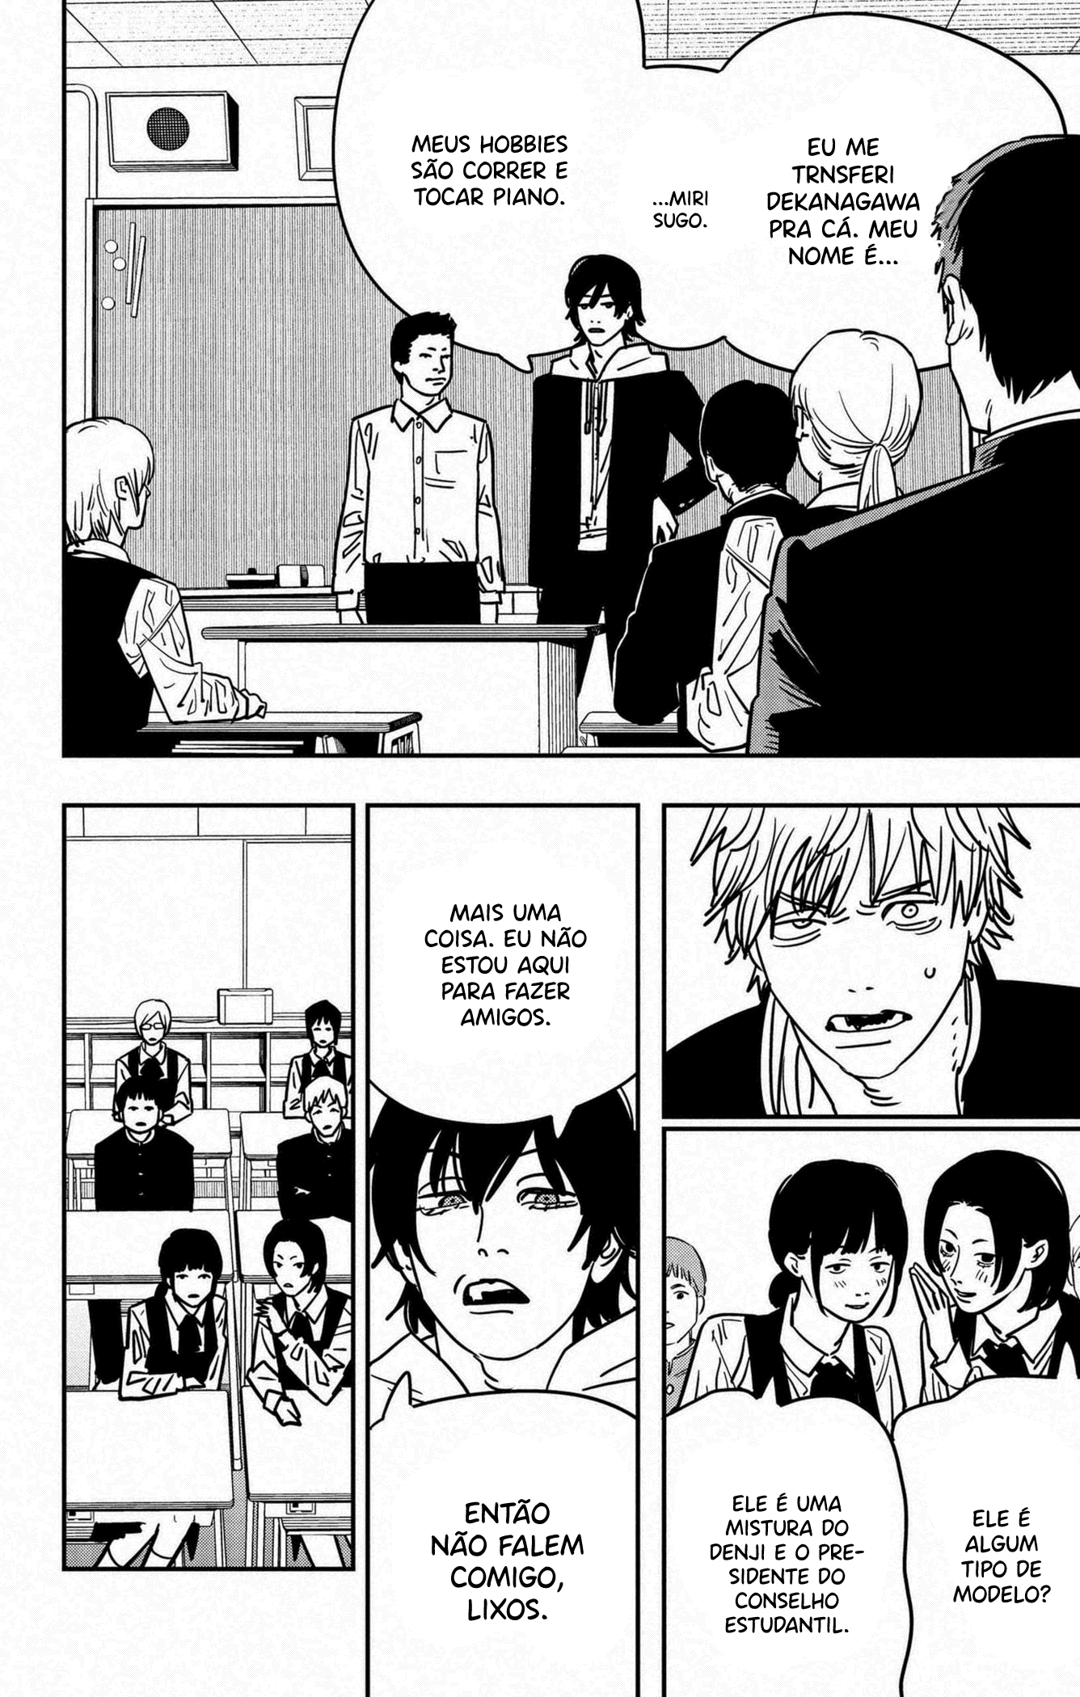 EU ME
TRNSFERI
DEKANAGAWA
PRA CÁ. MEU
NOME É...
...MIRI
SUGO.
MEUS HOBBIES
SÃO CORRER E
TOCAR PIANO.
ELE É
ALGUM
TIPO DE
MODELO?
ELE É UMA
MISTURA DO
DENJI E O PRE-
SIDENTE DO
CONSELHO
ESTUDANTIL.
MAIS UMA
COISA. EU NÃO
ESTOU AQUI
PARA FAZER
AMIGOS.
ENTÃO
NÃO FALEM
COMIGO,
LIXOS.